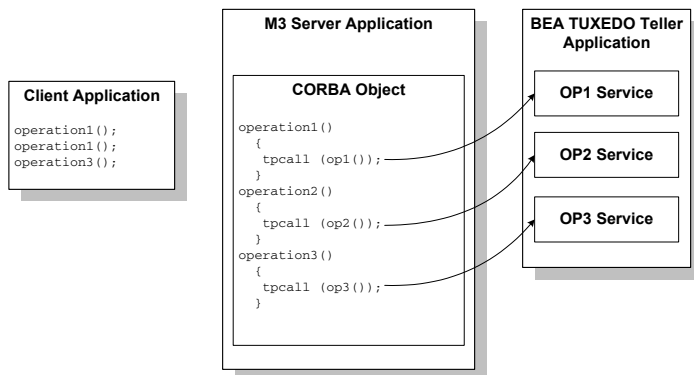 Client Application
operation1();
operation1();
operation3();
M3 Server Application
CORBA Object
operation1()
{
tpcall (op1());
}
operation2()
{
tpcall (op2());
}
operation3()
{
tpcall (op3());
}
BEA TUXEDO Teller
Application
OP1 Service
OP2 Service
OP3 Service